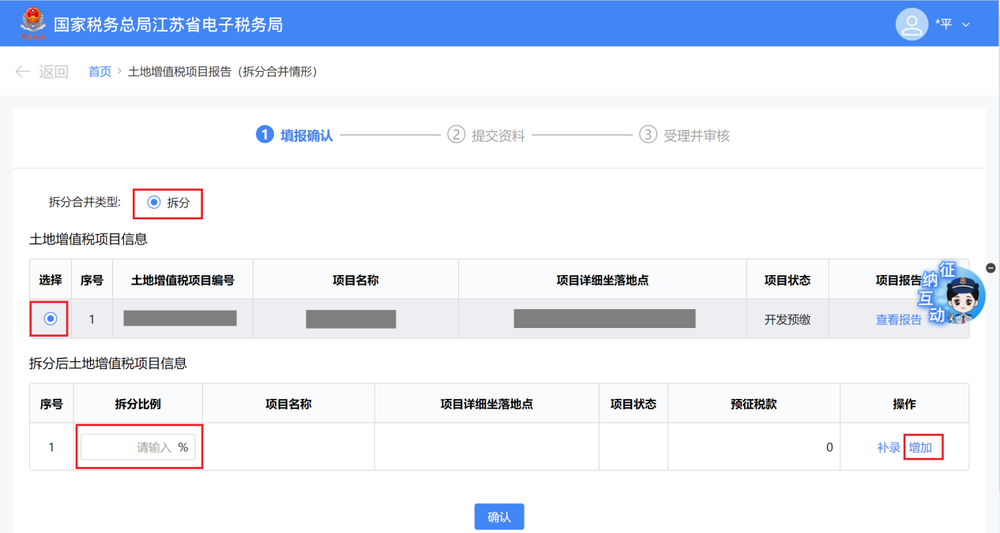 国家税务总局江苏省电子税务局
*平
返回 首页 › 土地增值税项目报告（拆分合并情形）
1 填报确认 2 提交资料 3 受理并审核
拆分合并类型: 拆分
土地增值税项目信息
选择 序号 土地增值税项目编号 项目名称 项目详细坐落地点 项目状态 项目报告
1 开发预缴 查看报告
征纳互动
拆分后土地增值税项目信息
序号 拆分比例 项目名称 项目详细坐落地点 项目状态 预征税款 操作
1 请输入 % 0 补录 增加
确认